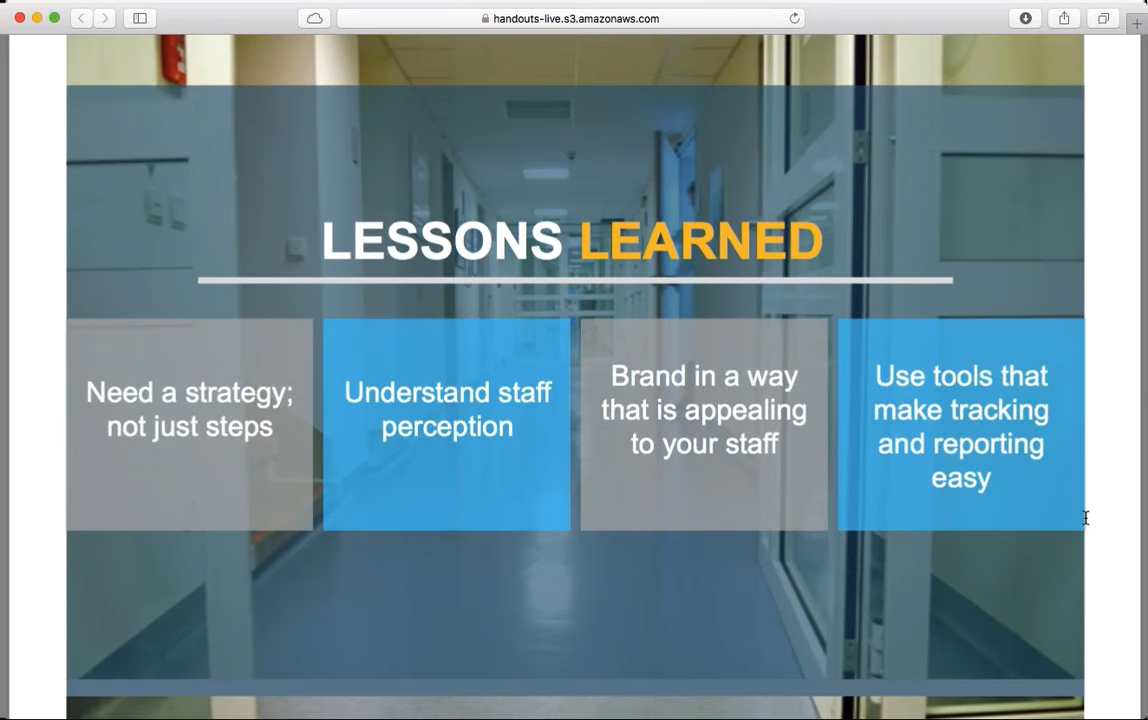 handouts-live.s3.amazonaws.com
LESSONS LEARNED
Need a strategy;
not just steps
Understand staff
perception
Brand in a way
that is appealing
to your staff
Use tools that
make tracking
and reporting
easy